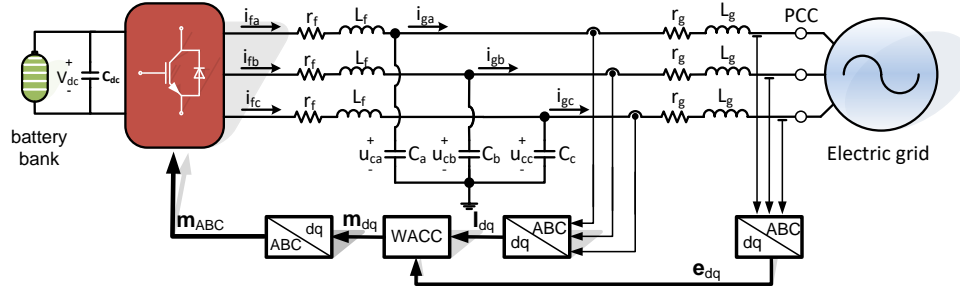 i_fa r_f L_f i_ga r_g L_g PCC
+ V_dc - C_dc
i_fb r_f L_f i_gb r_g L_g
i_fc r_f L_f i_gc r_g L_g
battery bank
+ u_ca - C_a + u_cb - C_b + u_cc - C_c
Electric grid
m_ABC
dq ABC
m_dq
WACC
I_dq
ABC dq
ABC dq
e_dq